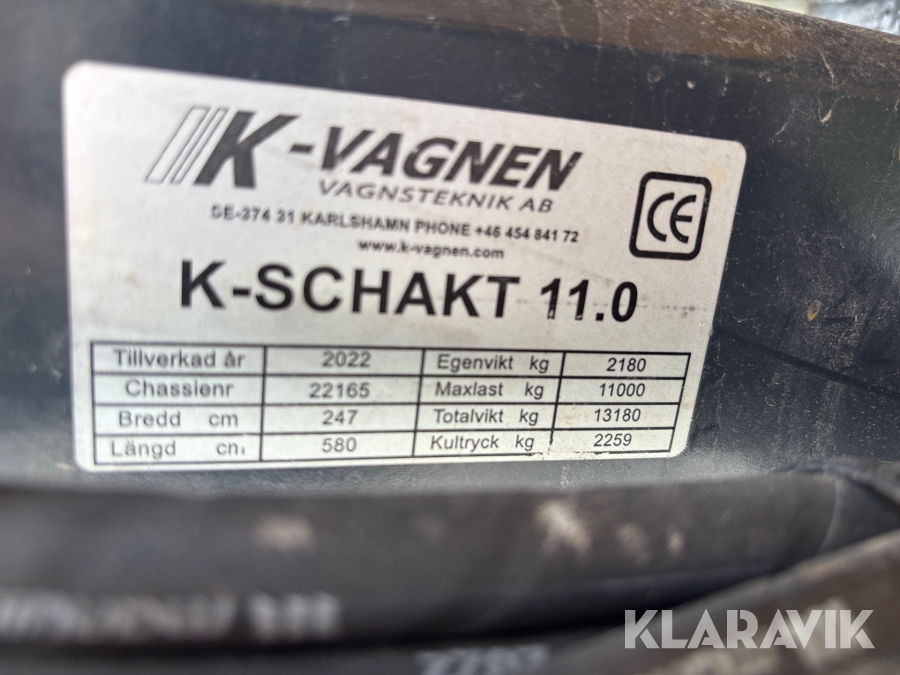 K-VAGNEN
VAGNSTEKNIK AB
SE-374 31 KARLSHAMN PHONE +46 454 841 72
www.k-vagnen.com
CE
K-SCHAKT 11.0
Tillverkad år 2022 Egenvikt kg 2180
Chassienr 22165 Maxlast kg 11000
Bredd cm 247 Totalvikt kg 13180
Längd cm 580 Kultryck kg 2259
KLARAVIK